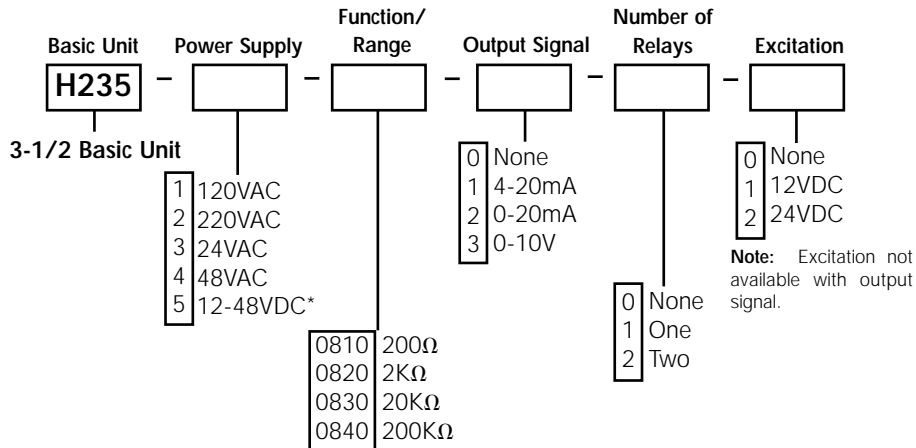 Function/ Number of
Basic Unit Power Supply Range Output Signal Relays Excitation
H235 – – – – –
3-1/2 Basic Unit
1 120VAC
2 220VAC
3 24VAC
4 48VAC
5 12-48VDC*
0810 200Ω
0820 2KΩ
0830 20KΩ
0840 200KΩ
0 None
1 4-20mA
2 0-20mA
3 0-10V
0 None
1 One
2 Two
0 None
1 12VDC
2 24VDC
Note: Excitation not
available with output
signal.